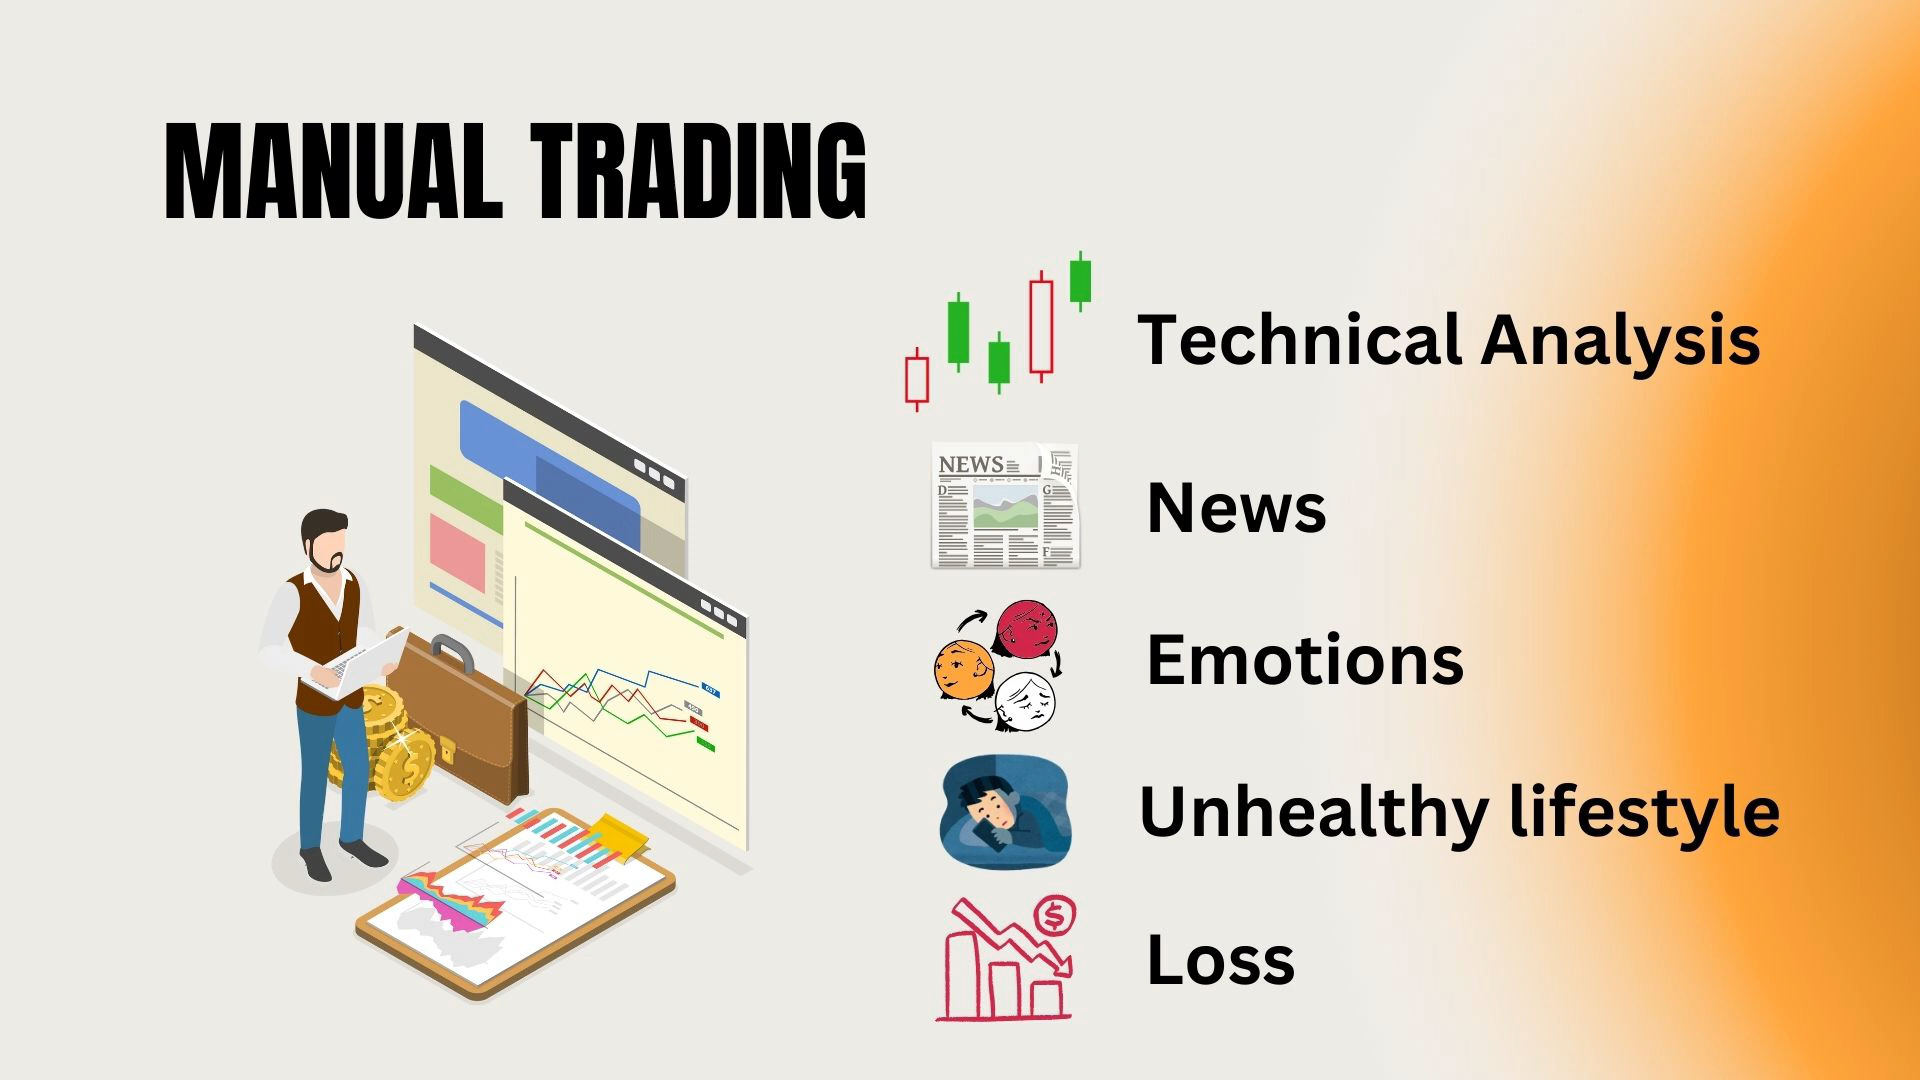 MANUAL TRADING
Technical Analysis
NEWS
D
G
F
News
Emotions
Unhealthy lifestyle
$
Loss